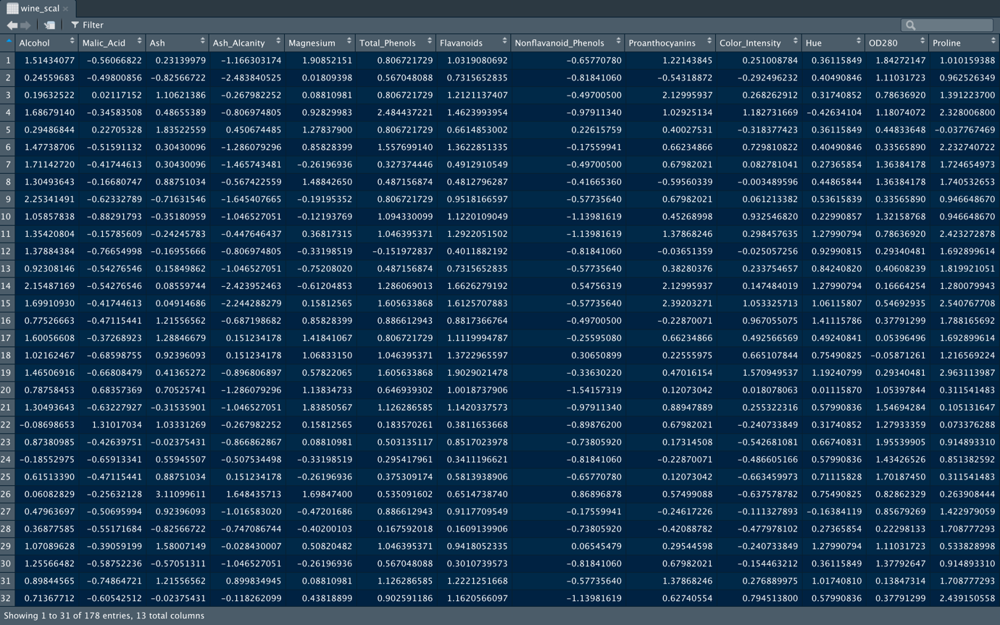 wine_scal
Filter
Alcohol Malic_Acid Ash Ash_Alcanity Magnesium Total_Phenols Flavanoids Nonflavanoid_Phenols Proanthocyanins Color_Intensity Hue OD280 Proline
1 1.51434077 -0.56066822 0.23139979 -1.166303174 1.90852151 0.806721729 1.0319080692 -0.65770780 1.22143845 0.251008784 0.36115849 1.84272147 1.010159388
2 0.24559683 -0.49800856 -0.82566722 -2.483840525 0.01809398 0.567048088 0.7315652835 -0.81841060 -0.54318872 -0.292496232 0.40490846 1.11031723 0.962526349
3 0.19632522 0.02117152 1.10621386 -0.267982252 0.08810981 0.806721729 1.2121137407 -0.49700500 2.12995937 0.268262912 0.31740852 0.78636920 1.391223700
4 1.68679140 -0.34583508 0.48655389 -0.806974805 0.92829983 2.484437221 1.4623993954 -0.97911340 1.02925134 1.182731669 -0.42634104 1.18074072 2.328006800
5 0.29486844 0.22705328 1.83522559 0.450674485 1.27837900 0.806721729 0.6614853002 0.22615759 0.40027531 -0.318377423 0.36115849 0.44833648 -0.037767469
6 1.47738706 -0.51591132 0.30430096 -1.286079296 0.85828399 1.557699140 1.3622851335 -0.17559941 0.66234866 0.729810822 0.40490846 0.33565890 2.232740722
7 1.71142720 -0.41744613 0.30430096 -1.465743481 -0.26196936 0.327374446 0.4912910549 -0.49700500 0.67982021 0.082781041 0.27365854 1.36384178 1.724654973
8 1.30493643 -0.16680747 0.88751034 -0.567422559 1.48842650 0.487156874 0.4812796287 -0.41665360 -0.59560339 -0.003489596 0.44865844 1.36384178 1.740532653
9 2.25341491 -0.62332789 -0.71631546 -1.645407665 -0.19195352 0.806721729 0.9518166597 -0.57735640 0.67982021 0.061213382 0.53615839 0.33565890 0.946648670
10 1.05857838 -0.88291793 -0.35180959 -1.046527051 -0.12193769 1.094330099 1.1220109049 -1.13981619 0.45268998 0.932546820 0.22990857 1.32158768 0.946648670
11 1.35420804 -0.15785609 -0.24245783 -0.447646437 0.36817315 1.046395371 1.2922051502 -1.13981619 1.37868246 0.298457635 1.27990794 0.78636920 2.423272878
12 1.37884384 -0.76654998 -0.16955666 -0.806974805 -0.33198519 -0.151972837 0.4011882192 -0.81841060 -0.03651359 -0.025057256 0.92990815 0.29340481 1.692899614
13 0.92308146 -0.54276546 0.15849862 -1.046527051 -0.75208020 0.487156874 0.7315652835 -0.57735640 0.38280376 0.233754657 0.84240820 0.40608239 1.819921051
14 2.15487169 -0.54276546 0.08559744 -2.423952463 -0.61204853 1.286069013 1.6626279192 0.54756319 2.12995937 0.147484019 1.27990794 0.16664254 1.280079943
15 1.69910930 -0.41744613 0.04914686 -2.244288279 0.15812565 1.605633868 1.6125707883 -0.57735640 2.39203271 1.053325713 1.06115807 0.54692935 2.540767708
16 0.77526663 -0.47115441 1.21556562 -0.687198682 0.85828399 0.886612943 0.8817366764 -0.49700500 -0.22870071 0.967055075 1.41115786 0.37791299 1.788165692
17 1.60056608 -0.37268923 1.28846679 0.151234178 1.41841067 0.806721729 1.1119994787 -0.25595080 0.66234866 0.492566569 0.49240841 0.05396496 1.692899614
18 1.02162467 -0.68598755 0.92396093 0.151234178 1.06833150 1.046395371 1.3722965597 0.30650899 0.22555975 0.665107844 0.75490825 -0.05871261 1.216569224
19 1.46506916 -0.66808479 0.41365272 -0.896806897 0.57822065 1.605633868 1.9029021478 -0.33630220 0.47016154 1.570949537 1.19240799 0.29340481 2.963113987
20 0.78758453 0.68357369 0.70525741 -1.286079296 1.13834733 0.646939302 1.0018737906 -1.54157319 0.12073042 0.018078063 0.01115870 1.05397844 0.311541483
21 1.30493643 -0.63227927 -0.31535901 -1.046527051 1.83850567 1.126286585 1.1420337573 -0.97911340 0.88947889 0.255322316 0.57990836 1.54694284 0.105131647
22 -0.08698653 1.31017034 1.03331269 -0.267982252 0.15812565 0.183570261 0.3811653668 -0.89876200 0.67982021 -0.240733849 0.31740852 1.27933359 0.073376288
23 0.87380985 -0.42639751 -0.02375431 -0.866862867 0.08810981 0.503135117 0.8517023978 -0.73805920 0.17314508 -0.542681081 0.66740831 1.95539905 0.914893310
24 -0.18552975 -0.65913341 0.55945507 -0.507534498 -0.33198519 0.295417961 0.3411196621 -0.81841060 -0.22870071 -0.486605166 0.57990836 1.43426526 0.851382592
25 0.61513390 -0.47115441 0.88751034 0.151234178 -0.26196936 0.375309174 0.5813938906 -0.65770780 0.12073042 -0.663459973 0.71115828 1.70187450 0.311541483
26 0.06082829 -0.25632128 3.11099611 1.648435713 1.69847400 0.535091602 0.6514738740 0.86896878 0.57499088 -0.637578782 0.75490825 0.82862329 0.263908444
27 0.47963697 -0.50695994 0.92396093 -1.016583020 -0.47201686 0.886612943 0.9117709549 -0.17559941 -0.24617226 -0.111327893 -0.16384119 0.85679269 1.422979059
28 0.36877585 -0.55171684 -0.82566722 -0.747086744 -0.40200103 0.167592018 0.1609139906 -0.73805920 -0.42088782 -0.477978102 0.27365854 0.22298133 1.708777293
29 1.07089628 -0.39059199 1.58007149 -0.028430007 0.50820482 1.046395371 0.9418052335 0.06545479 0.29544598 -0.240733849 1.27990794 1.11031723 0.533828998
30 1.25566482 -0.58752236 -0.57051311 -1.046527051 -0.26196936 0.567048088 0.3010739573 -0.81841060 0.67982021 -0.154463212 0.36115849 1.37792647 0.914893310
31 0.89844565 -0.74864721 1.21556562 0.899834945 0.08810981 1.126286585 1.2221251668 -0.57735640 1.37868246 0.276889975 1.01740810 0.13847314 1.708777293
32 0.71367712 -0.60542512 -0.02375431 -0.118262099 0.43818899 0.902591186 1.1620566097 -1.13981619 0.62740554 0.794513800 0.57990836 0.37791299 2.439150558
Showing 1 to 31 of 178 entries, 13 total columns